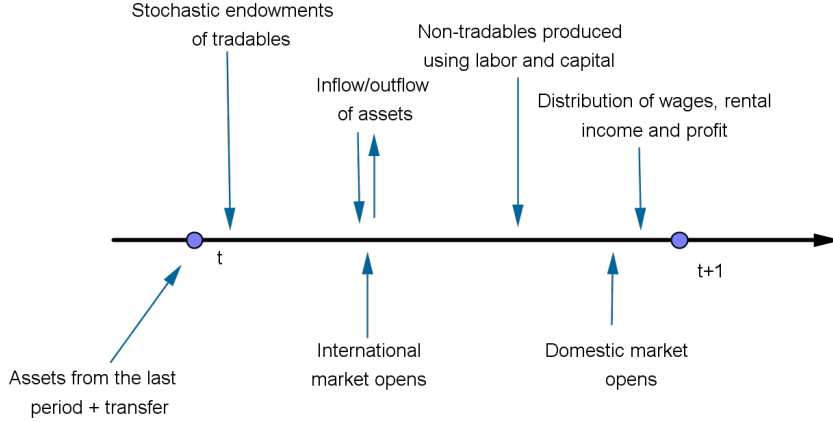 Stochastic endowments
of tradables
Inflow/outflow
of assets
Non-tradables produced
using labor and capital
Distribution of wages, rental
income and profit
t
t+1
Assets from the last
period + transfer
International
market opens
Domestic market
opens